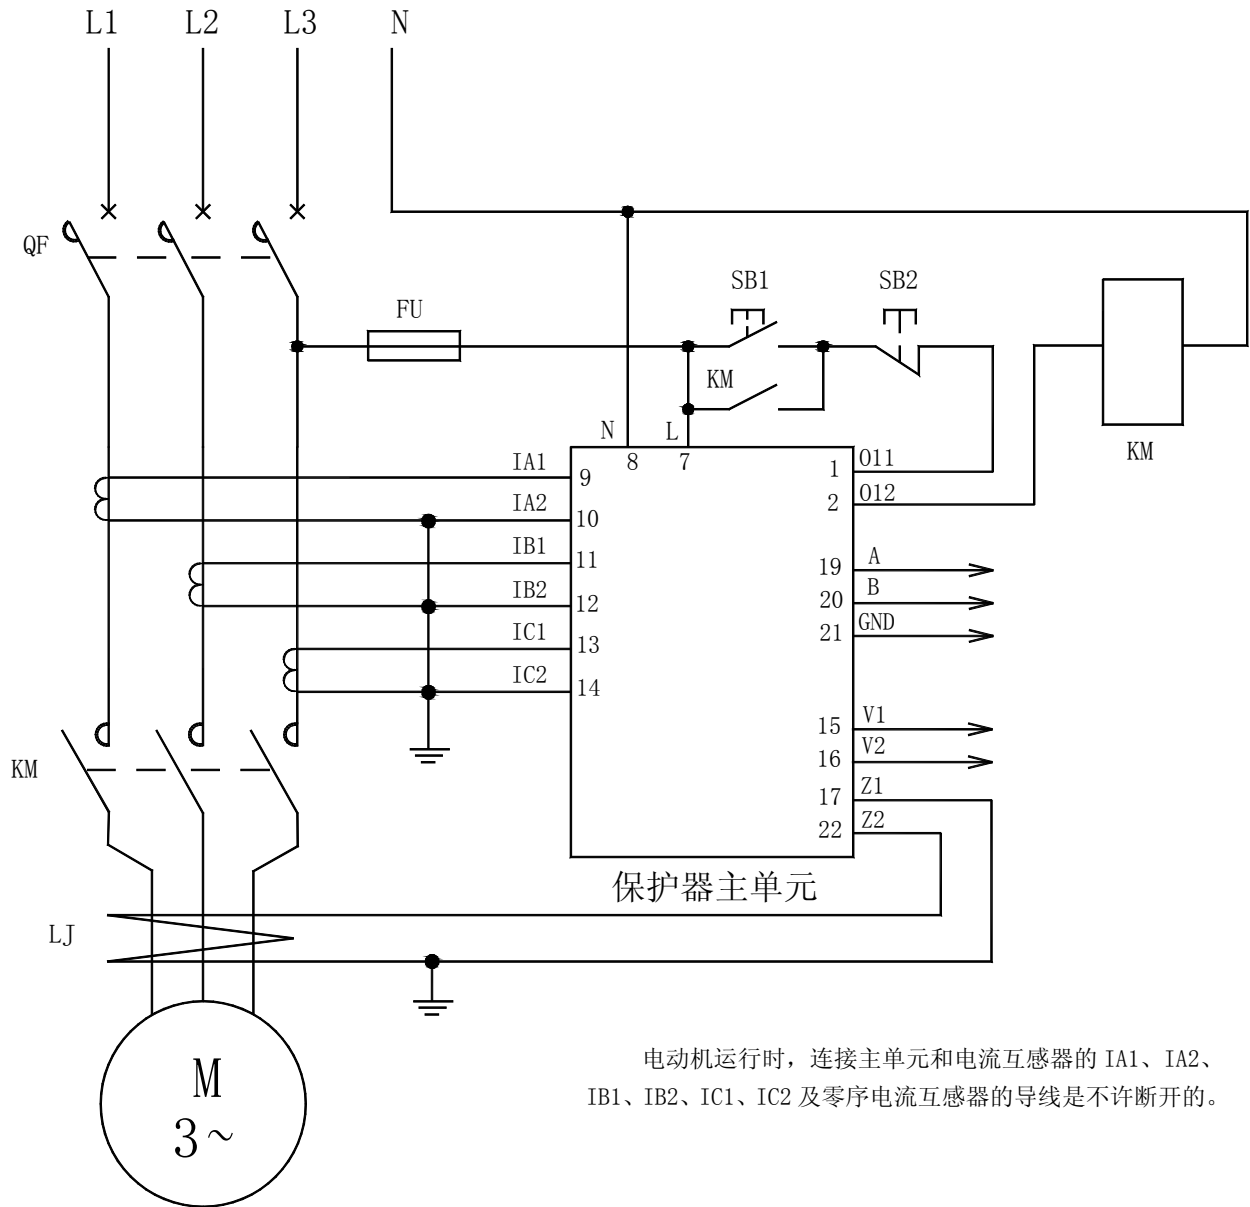 L1 L2 L3 N
QF
SB1 SB2
FU
KM
N L
8 7
KM
IA1 9
1 O11
IA2 10
2 O12
IB1 11
19 A
IB2 12
20 B
IC1 13
21 GND
IC2 14
15 V1
16 V2
KM
17 Z1
22 Z2
保护器主单元
LJ
M
3~
电动机运行时，连接主单元和电流互感器的 IA1、IA2、
IB1、IB2、IC1、IC2 及零序电流互感器的导线是不许断开的。